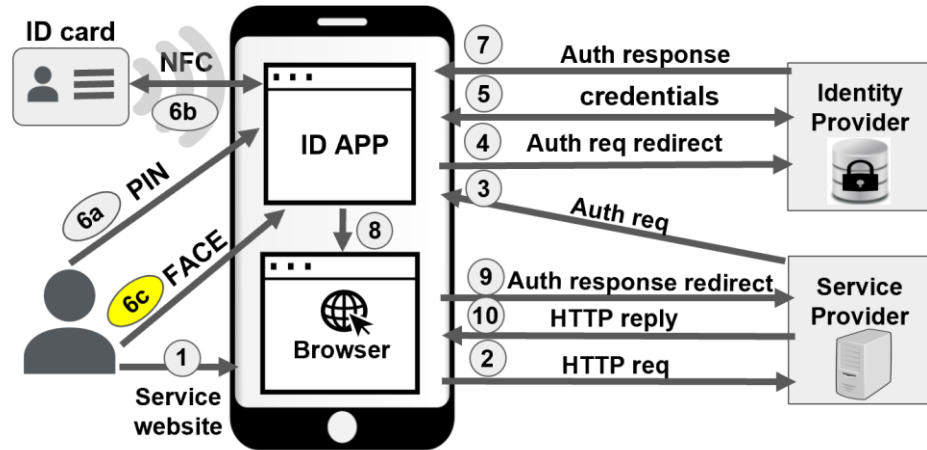 ID card
NFC
6b
ID APP
6a
PIN
6c
FACE
8
Browser
1
Service
website
7
Auth response
5
credentials
4
Auth req redirect
3
Auth req
9
Auth response redirect
10
HTTP reply
2
HTTP req
Identity
Provider
Service
Provider